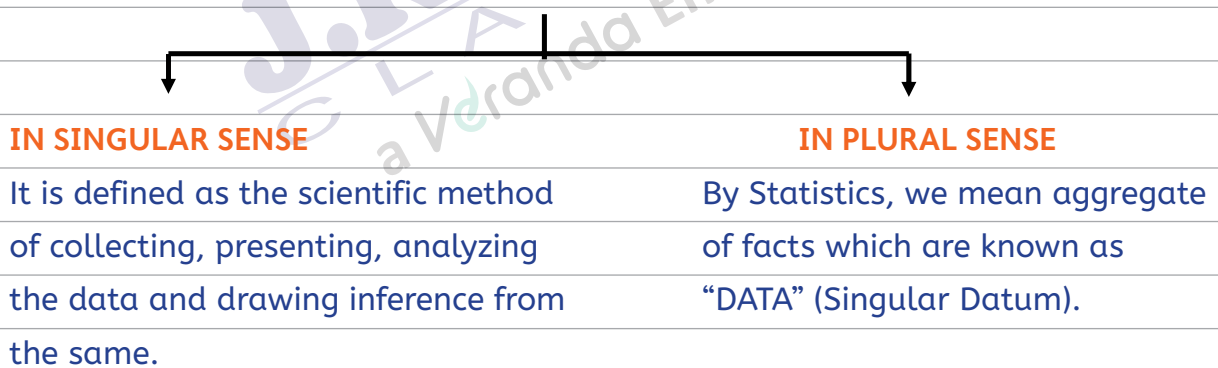 IN SINGULAR SENSE
It is defined as the scientific method
of collecting, presenting, analyzing
the data and drawing inference from
the same.
IN PLURAL SENSE
By Statistics, we mean aggregate
of facts which are known as
“DATA” (Singular Datum).
a Veranda